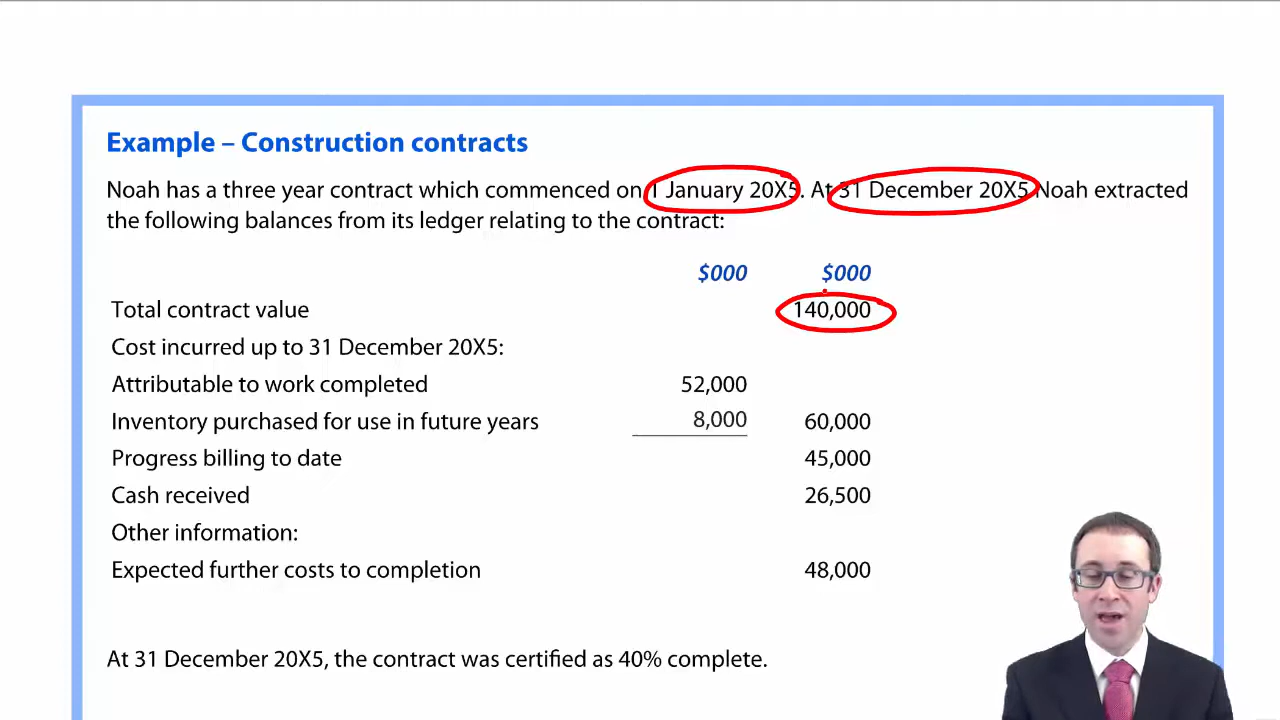 Example – Construction contracts
Noah has a three year contract which commenced on 1 January 20X5. At 31 December 20X5 Noah extracted
the following balances from its ledger relating to the contract:
$000 $000
Total contract value 140,000
Cost incurred up to 31 December 20X5:
Attributable to work completed 52,000
Inventory purchased for use in future years 8,000 60,000
Progress billing to date 45,000
Cash received 26,500
Other information:
Expected further costs to completion 48,000
At 31 December 20X5, the contract was certified as 40% complete.